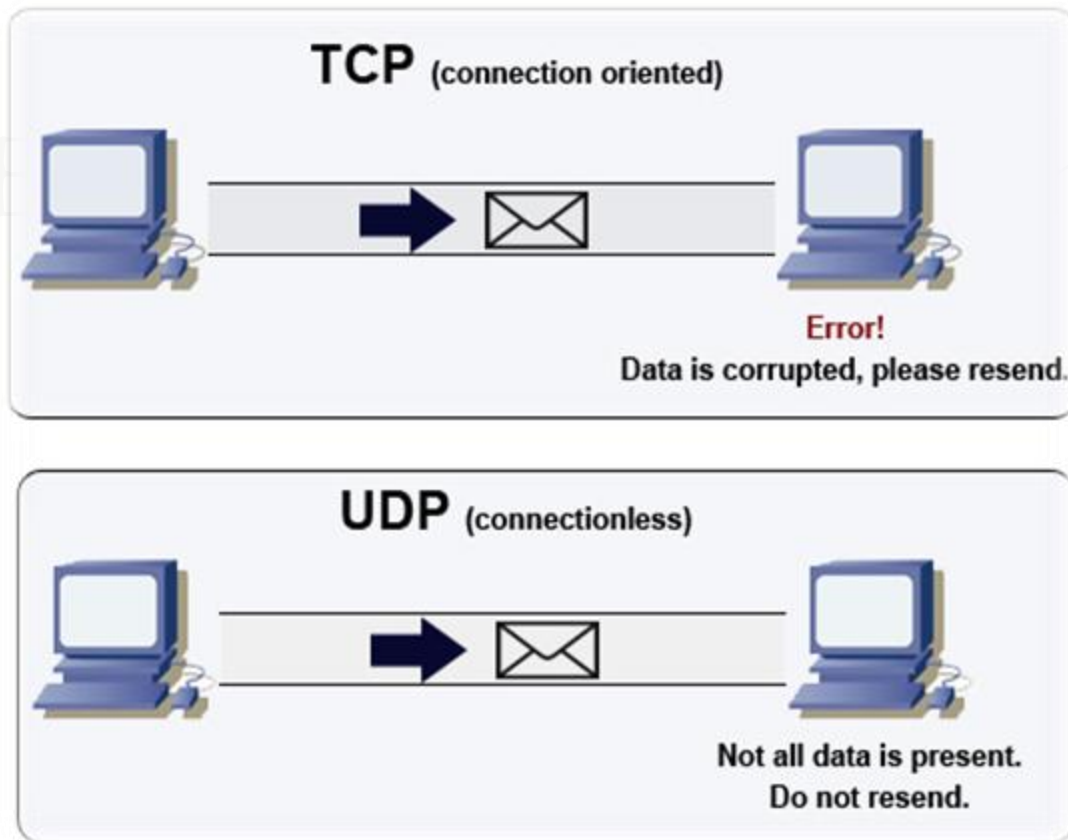 TCP (connection oriented)
Error!
Data is corrupted, please resend.
UDP (connectionless)
Not all data is present.
Do not resend.